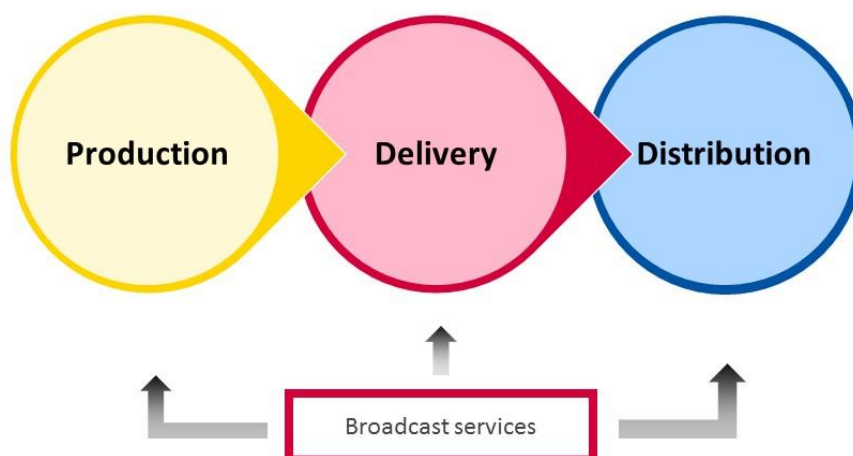 Production
Delivery
Distribution
Broadcast services